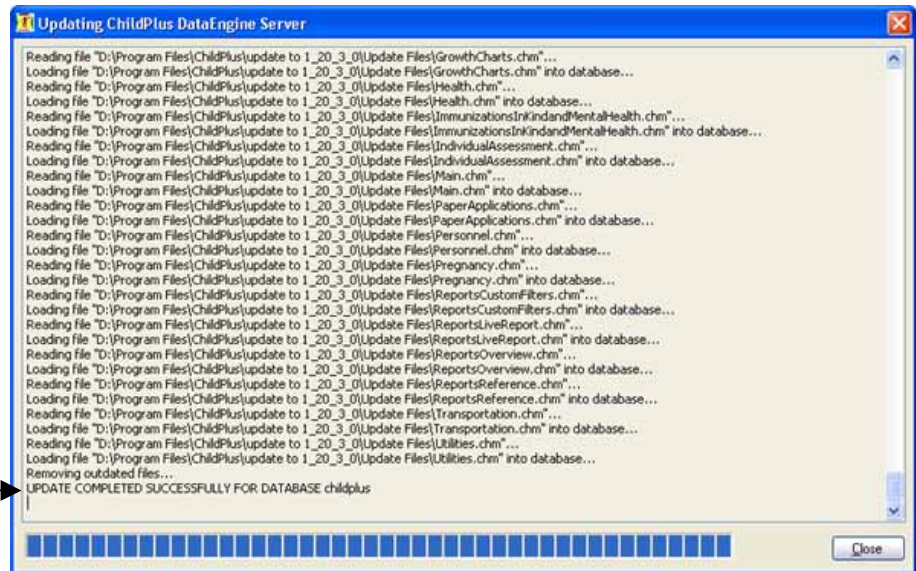 Updating ChildPlus DataEngine Server
Reading file "D:\Program Files\ChildPlus\update to 1_20_3_0\Update Files\GrowthCharts.chm"...
Loading file "D:\Program Files\ChildPlus\update to 1_20_3_0\Update Files\GrowthCharts.chm" into database...
Reading file "D:\Program Files\ChildPlus\update to 1_20_3_0\Update Files\Health.chm"...
Loading file "D:\Program Files\ChildPlus\update to 1_20_3_0\Update Files\Health.chm" into database...
Reading file "D:\Program Files\ChildPlus\update to 1_20_3_0\Update Files\ImmunizationsInKindandMentalHealth.chm"...
Loading file "D:\Program Files\ChildPlus\update to 1_20_3_0\Update Files\ImmunizationsInKindandMentalHealth.chm" into database...
Reading file "D:\Program Files\ChildPlus\update to 1_20_3_0\Update Files\IndividualAssessment.chm"...
Loading file "D:\Program Files\ChildPlus\update to 1_20_3_0\Update Files\IndividualAssessment.chm" into database...
Reading file "D:\Program Files\ChildPlus\update to 1_20_3_0\Update Files\Main.chm"...
Loading file "D:\Program Files\ChildPlus\update to 1_20_3_0\Update Files\Main.chm" into database...
Reading file "D:\Program Files\ChildPlus\update to 1_20_3_0\Update Files\PaperApplications.chm"...
Loading file "D:\Program Files\ChildPlus\update to 1_20_3_0\Update Files\PaperApplications.chm" into database...
Reading file "D:\Program Files\ChildPlus\update to 1_20_3_0\Update Files\Personnel.chm"...
Loading file "D:\Program Files\ChildPlus\update to 1_20_3_0\Update Files\Personnel.chm" into database...
Reading file "D:\Program Files\ChildPlus\update to 1_20_3_0\Update Files\Pregnancy.chm"...
Loading file "D:\Program Files\ChildPlus\update to 1_20_3_0\Update Files\Pregnancy.chm" into database...
Reading file "D:\Program Files\ChildPlus\update to 1_20_3_0\Update Files\ReportsCustomFilters.chm"...
Loading file "D:\Program Files\ChildPlus\update to 1_20_3_0\Update Files\ReportsCustomFilters.chm" into database...
Reading file "D:\Program Files\ChildPlus\update to 1_20_3_0\Update Files\ReportsLiveReport.chm"...
Loading file "D:\Program Files\ChildPlus\update to 1_20_3_0\Update Files\ReportsLiveReport.chm" into database...
Reading file "D:\Program Files\ChildPlus\update to 1_20_3_0\Update Files\ReportsOverview.chm"...
Loading file "D:\Program Files\ChildPlus\update to 1_20_3_0\Update Files\ReportsOverview.chm" into database...
Reading file "D:\Program Files\ChildPlus\update to 1_20_3_0\Update Files\ReportsReference.chm"...
Loading file "D:\Program Files\ChildPlus\update to 1_20_3_0\Update Files\ReportsReference.chm" into database...
Reading file "D:\Program Files\ChildPlus\update to 1_20_3_0\Update Files\Transportation.chm"...
Loading file "D:\Program Files\ChildPlus\update to 1_20_3_0\Update Files\Transportation.chm" into database...
Reading file "D:\Program Files\ChildPlus\update to 1_20_3_0\Update Files\Utilities.chm"...
Loading file "D:\Program Files\ChildPlus\update to 1_20_3_0\Update Files\Utilities.chm" into database...
Removing outdated files...
UPDATE COMPLETED SUCCESSFULLY FOR DATABASE childplus
Close